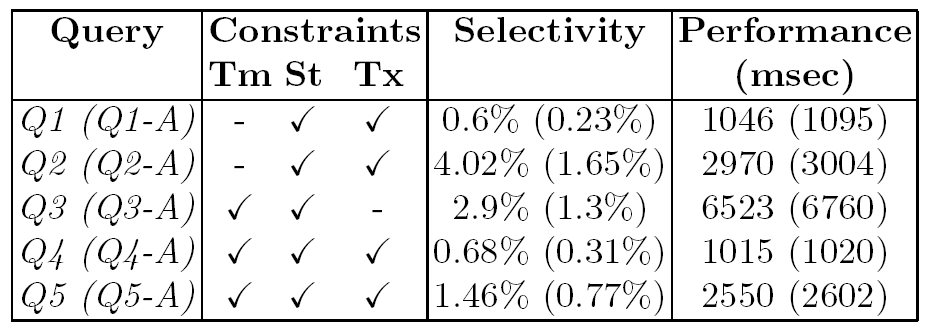 Query Constraints Selectivity Performance
Tm St Tx (msec)
Q1 (Q1-A) - ✓ ✓ 0.6% (0.23%) 1046 (1095)
Q2 (Q2-A) - ✓ ✓ 4.02% (1.65%) 2970 (3004)
Q3 (Q3-A) ✓ ✓ - 2.9% (1.3%) 6523 (6760)
Q4 (Q4-A) ✓ ✓ ✓ 0.68% (0.31%) 1015 (1020)
Q5 (Q5-A) ✓ ✓ ✓ 1.46% (0.77%) 2550 (2602)